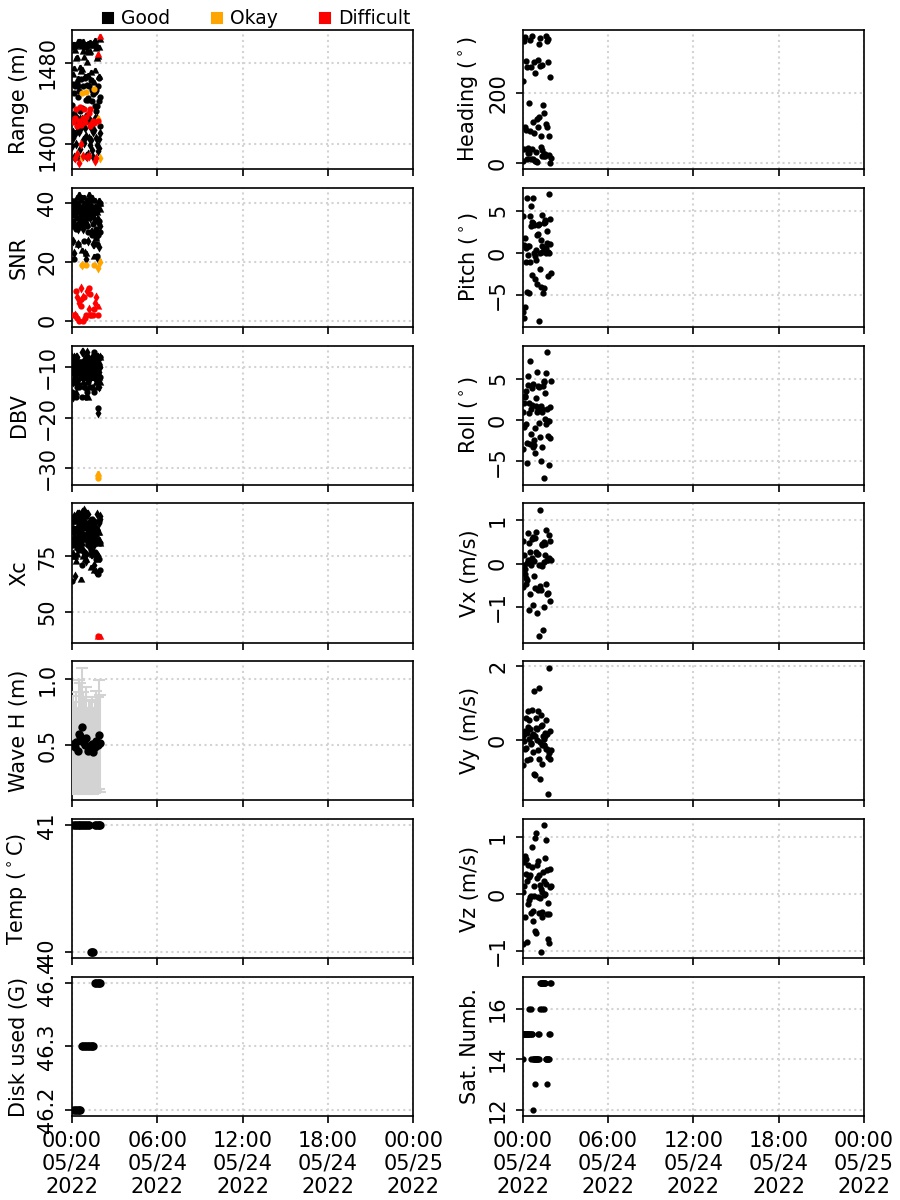 Good Okay Difficult
Range (m)
1480
1400
Heading (°)
200
0
SNR
40
20
0
Pitch (°)
5
0
−5
DBV
−10
−20
−30
Roll (°)
5
0
−5
Xc
75
50
Vx (m/s)
1
0
−1
Wave H (m)
1.0
0.5
Vy (m/s)
2
0
Temp (°C)
41
40
Vz (m/s)
1
0
−1
Disk used (G)
46.4
46.3
46.2
Sat. Numb.
16
14
12
00:00 06:00 12:00 18:00 00:00
05/24 05/24 05/24 05/24 05/25
2022 2022 2022 2022 2022
00:00 06:00 12:00 18:00 00:00
05/24 05/24 05/24 05/24 05/25
2022 2022 2022 2022 2022